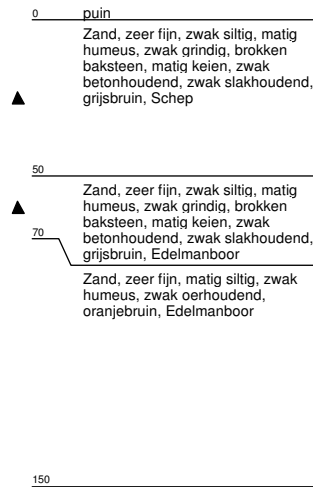 0 puin
Zand, zeer fijn, zwak siltig, matig
humeus, zwak grindig, brokken
baksteen, matig keien, zwak
betonhoudend, zwak slakhoudend,
grijsbruin, Schep
50
Zand, zeer fijn, zwak siltig, matig
humeus, zwak grindig, brokken
baksteen, matig keien, zwak
70 betonhoudend, zwak slakhoudend,
grijsbruin, Edelmanboor
Zand, zeer fijn, matig siltig, zwak
humeus, zwak oerhoudend,
oranjebruin, Edelmanboor
150